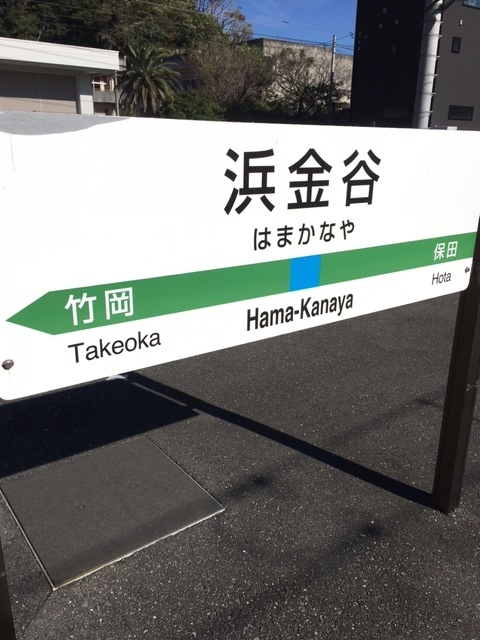 浜金谷
はまかなや
竹岡
保田
Takeoka
Hama-Kanaya
Hota